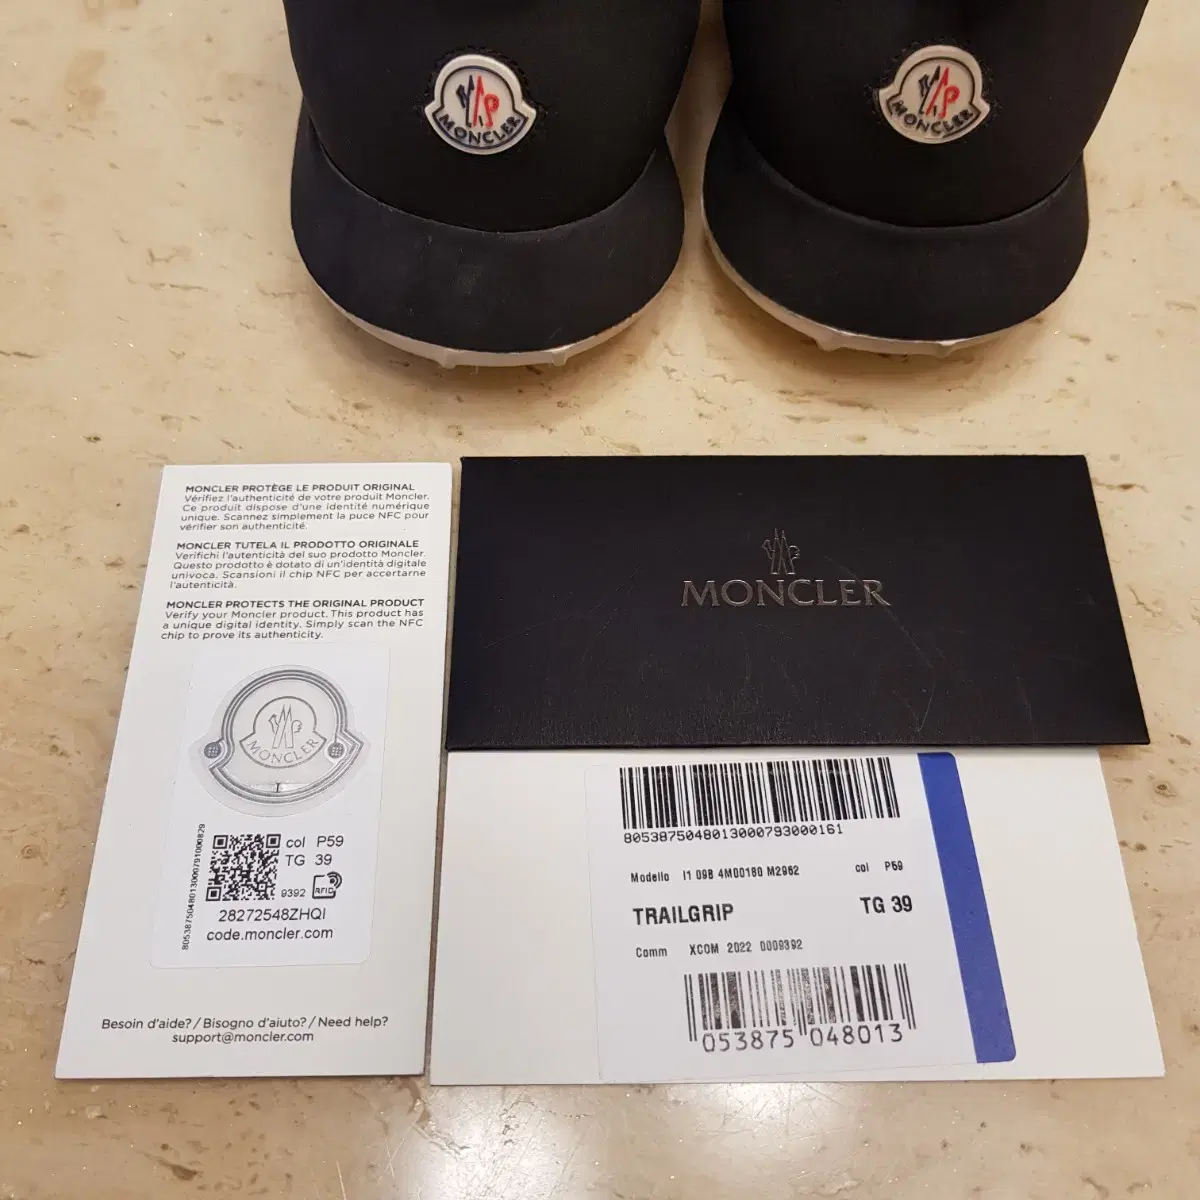 MONCLER
MONCLER
MONCLER PROTÈGE LE PRODUIT ORIGINAL
Vérifiez l'authenticité de votre produit Moncler.
Ce produit dispose d'une identité numérique
unique. Scannez simplement la puce NFC pour
vérifier son authenticité.
MONCLER TUTELA IL PRODOTTO ORIGINALE
Verifichi l'autenticità del suo prodotto Moncler.
Questo prodotto è dotato di un'identità digitale
univoca. Scansioni il chip NFC per accertarne
l'autenticità.
MONCLER PROTECTS THE ORIGINAL PRODUCT
Verify your Moncler product. This product has
a unique digital identity. Simply scan the NFC
chip to prove its authenticity.
MONCLER
8053875048013000791000829
col P59
TG 39
9392 RFID
28272548ZHQI
code.moncler.com
Besoin d'aide? / Bisogno d'aiuto? / Need help?
support@moncler.com
MONCLER
8053875048013000793000161
Modello I1 09B 4M00180 M2962 col P59
TRAILGRIP TG 39
Comm XCOM 2022 0009392
053875 048013